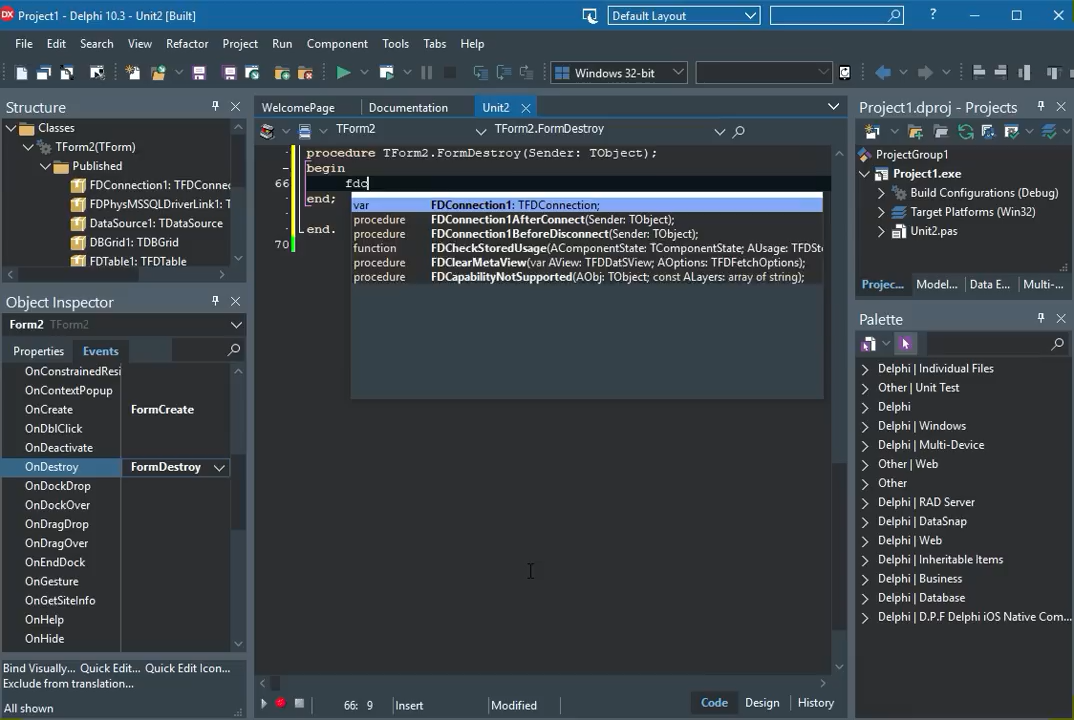 DX Project1 - Delphi 10.3 - Unit2 [Built]
Default Layout
?
File Edit Search View Refactor Project Run Component Tools Tabs Help
Windows 32-bit
Structure
Classes
TForm2(TForm)
Published
FDConnection1: TFDConnec
FDPhysMSSQLDriverLink1: T
DataSource1: TDataSource
DBGrid1: TDBGrid
FDTable1: TFDTable
Object Inspector
Form2 TForm2
Properties Events
OnConstrainedResi
OnContextPopup
OnCreate FormCreate
OnDblClick
OnDeactivate
OnDestroy FormDestroy
OnDockDrop
OnDockOver
OnDragDrop
OnDragOver
OnEndDock
OnGesture
OnGetSiteInfo
OnHelp
OnHide
Bind Visually... Quick Edit... Quick Edit Icon...
Exclude from translation...
All shown
WelcomePage Documentation Unit2
TForm2 TForm2.FormDestroy
procedure TForm2.FormDestroy(Sender: TObject);
begin
66 fdc
end;
end.
70
var FDConnection1: TFDConnection;
procedure FDConnection1AfterConnect(Sender: TObject);
procedure FDConnection1BeforeDisconnect(Sender: TObject);
function FDCheckStoredUsage(AComponentState: TComponentState; AUsage: TFDSt
procedure FDClearMetaView(var AView: TFDDatSView; AOptions: TFDFetchOptions);
procedure FDCapabilityNotSupported(AObj: TObject; const ALayers: array of string);
66: 9 Insert Modified Code Design History
Project1.dproj - Projects
ProjectGroup1
Project1.exe
Build Configurations (Debug)
Target Platforms (Win32)
Unit2.pas
Projec... Model... Data E... Multi-...
Palette
Delphi | Individual Files
Other | Unit Test
Delphi
Delphi | Windows
Delphi | Multi-Device
Other | Web
Other
Delphi | RAD Server
Delphi | DataSnap
Delphi | Web
Delphi | Inheritable Items
Delphi | Business
Delphi | Database
Delphi | D.P.F Delphi iOS Native Com...